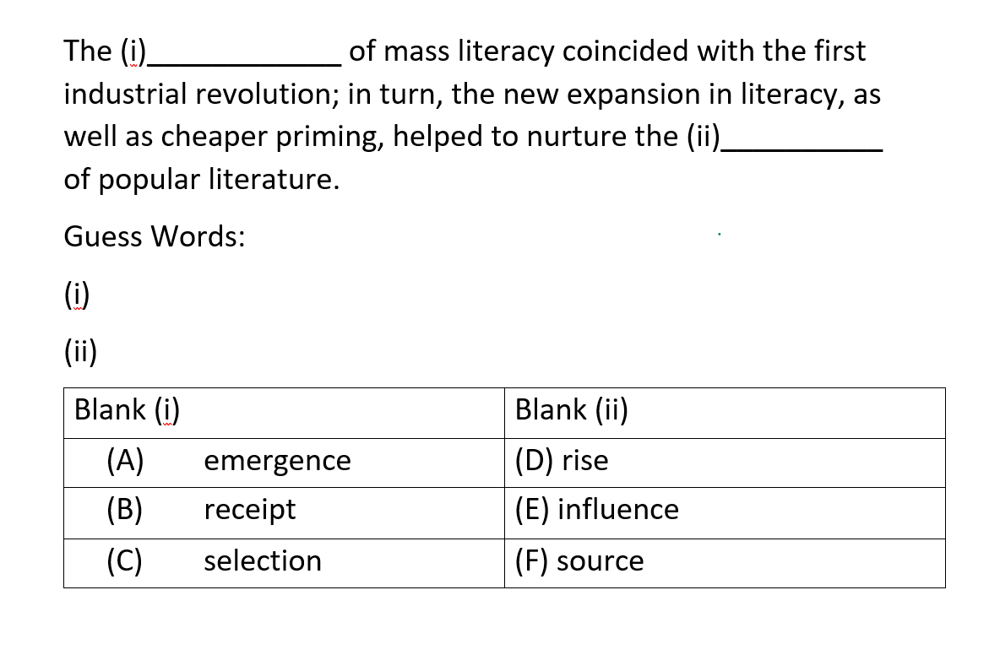 The (i)____________ of mass literacy coincided with the first
industrial revolution; in turn, the new expansion in literacy, as
well as cheaper priming, helped to nurture the (ii)__________
of popular literature.
Guess Words:
(i)
(ii)
Blank (i) Blank (ii)
(A) emergence (D) rise
(B) receipt (E) influence
(C) selection (F) source